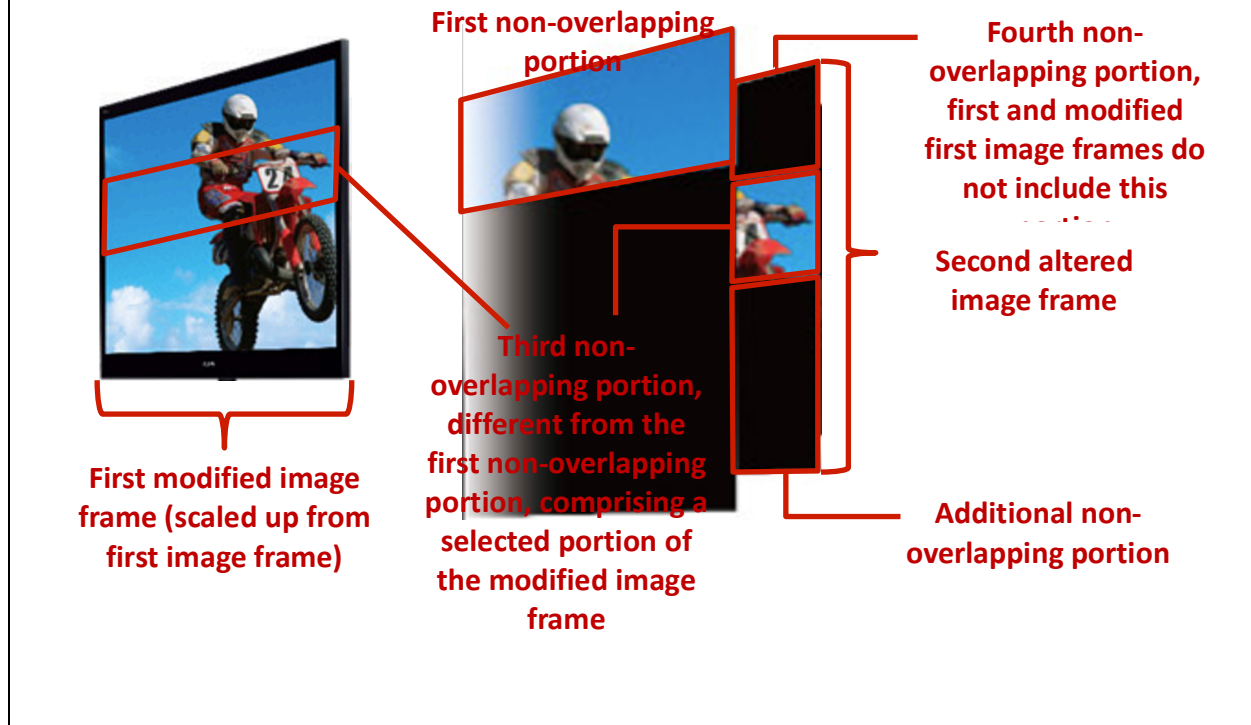 First non-overlapping
portion
Fourth non-
overlapping portion,
first and modified
first image frames do
not include this
Second altered
image frame
Third non-
overlapping portion,
different from the
first non-overlapping
portion, comprising a
selected portion of
the modified image
frame
First modified image
frame (scaled up from
first image frame)
Additional non-
overlapping portion